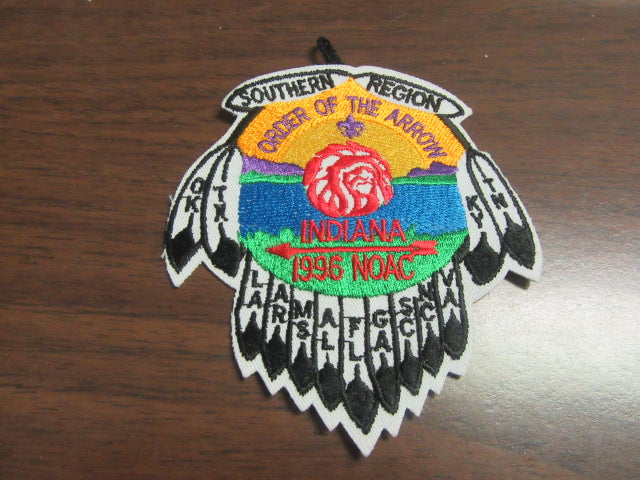 SOUTHERN REGION
ORDER OF THE ARROW
INDIANA
1996 NOAC
OK TX
KY TN
LA AR MS AL FL GA SC NC VA